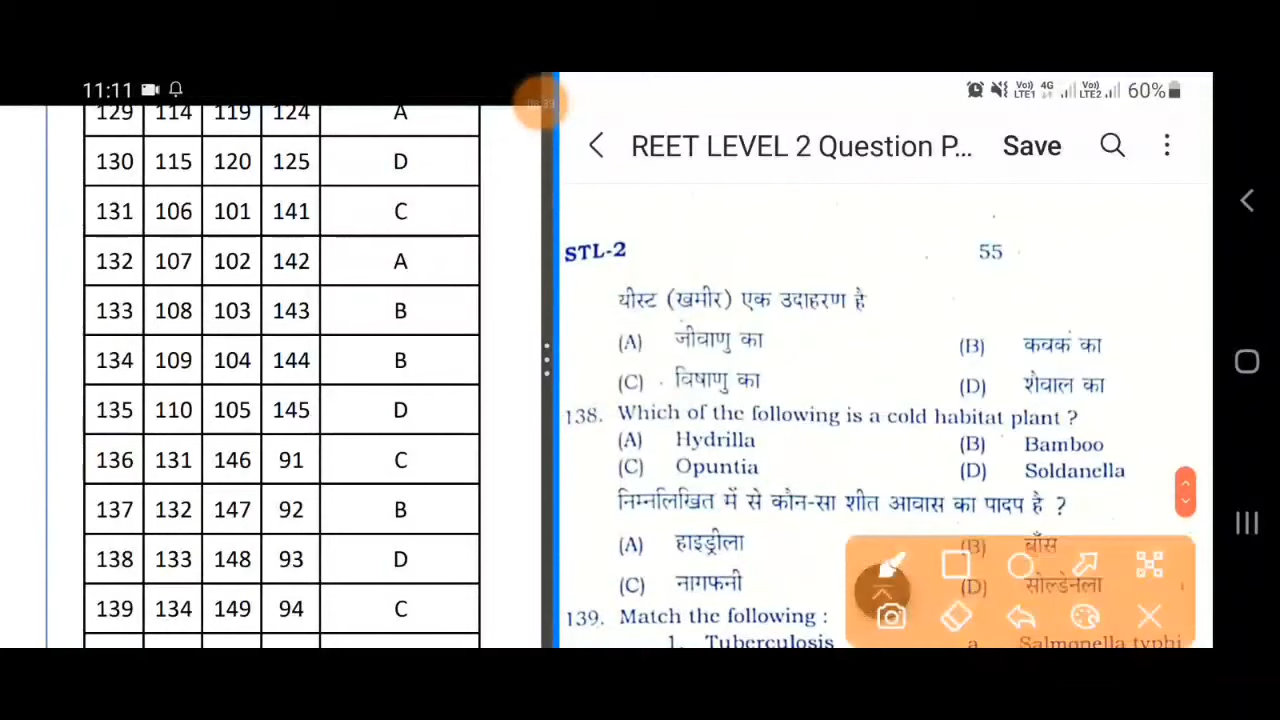 11:11
129 114 119 124 A
130 115 120 125 D
131 106 101 141 C
132 107 102 142 A
133 108 103 143 B
134 109 104 144 B
135 110 105 145 D
136 131 146 91 C
137 132 147 92 B
138 133 148 93 D
139 134 149 94 C
VoLTE1 4G VoLTE2 60%
REET LEVEL 2 Question P... Save
STL-2 55
यीस्ट (खमीर) एक उदाहरण है
(A) जीवाणु का (B) कवक का
(C) विषाणु का (D) शैवाल का
138. Which of the following is a cold habitat plant ?
(A) Hydrilla (B) Bamboo
(C) Opuntia (D) Soldanella
निम्नलिखित में से कौन-सा शीत आवास का पादप है ?
(A) हाइड्रीला (B) बाँस
(C) नागफनी (D) सोल्डेनला
139. Match the following :
1. Tuberculosis a Salmonella typhi